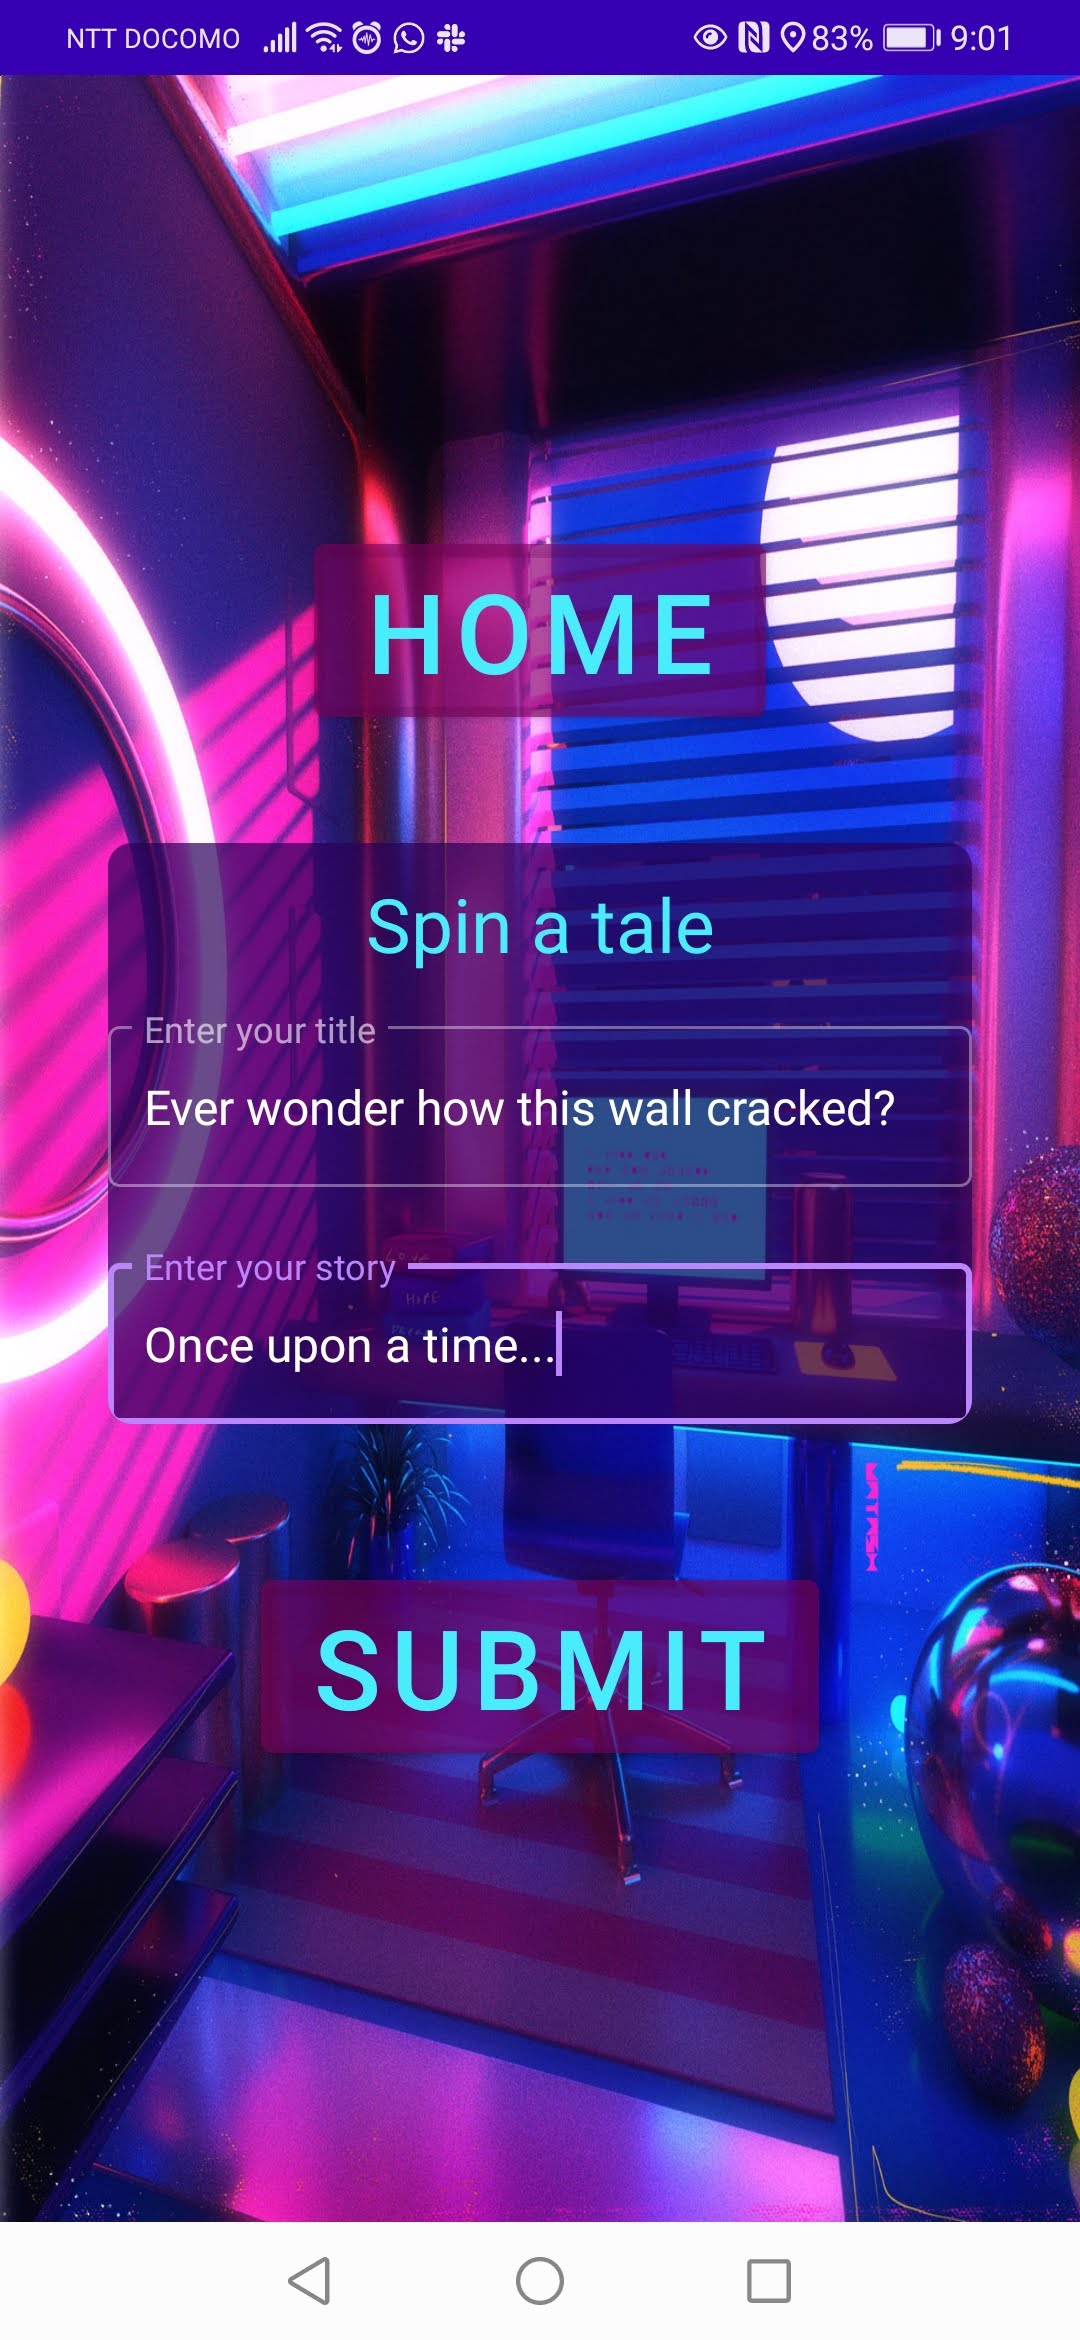 NTT DOCOMO 83% 9:01
HOME
Spin a tale
Enter your title
Ever wonder how this wall cracked?
Enter your story
HOPE
Once upon a time...
SUBMIT